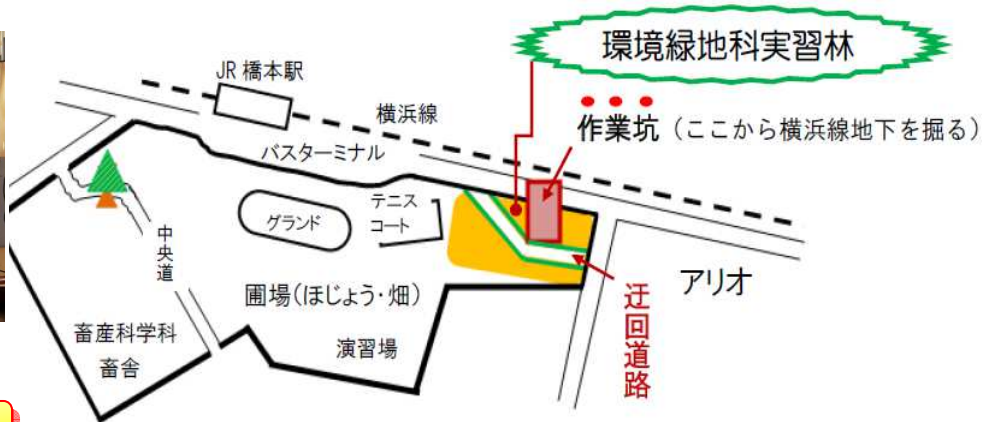 環境緑地科実習林
JR 橋本駅
横浜線
作業坑（ここから横浜線地下を掘る）
バスターミナル
テニス
コート
グランド
中央道
アリオ
圃場(ほじょう・畑)
迂回道路
演習場
畜産科学科
畜舎